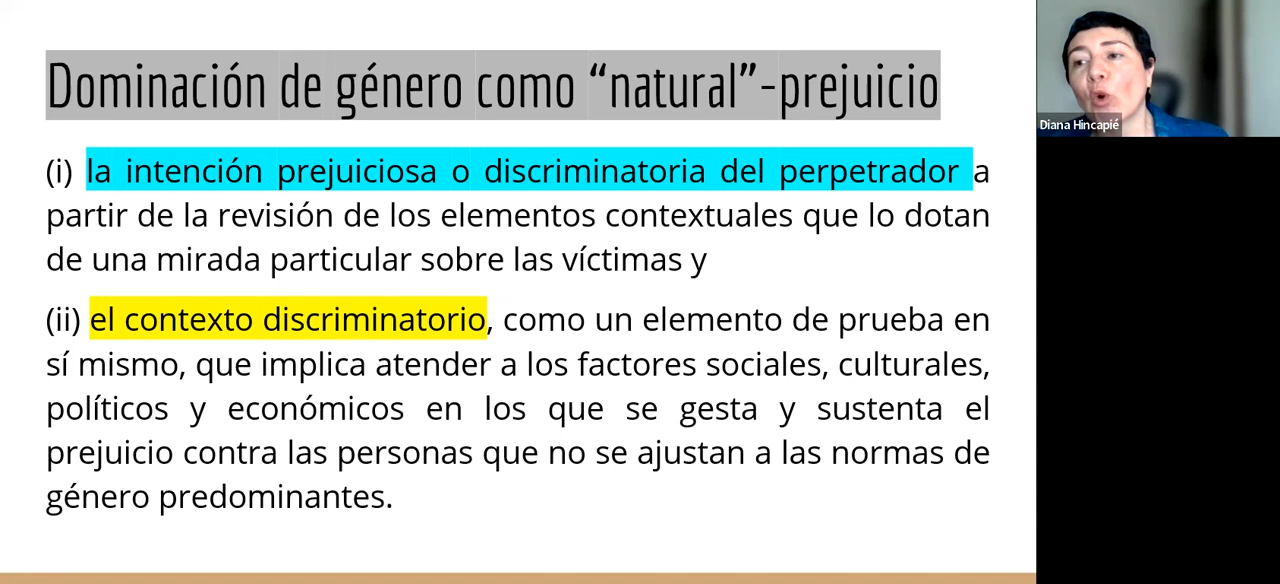 Dominación de género como “natural”-prejuicio
(i) la intención prejuiciosa o discriminatoria del perpetrador a
partir de la revisión de los elementos contextuales que lo dotan
de una mirada particular sobre las víctimas y
(ii) el contexto discriminatorio, como un elemento de prueba en
sí mismo, que implica atender a los factores sociales, culturales,
políticos y económicos en los que se gesta y sustenta el
prejuicio contra las personas que no se ajustan a las normas de
género predominantes.
Diana Hincapié